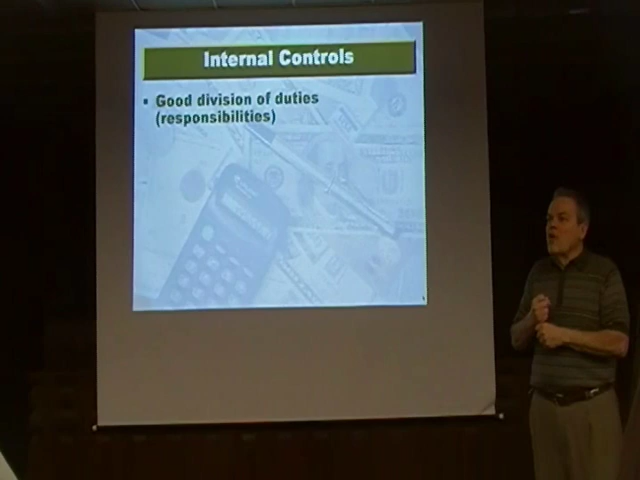 Internal Controls
• Good division of duties
(responsibilities)